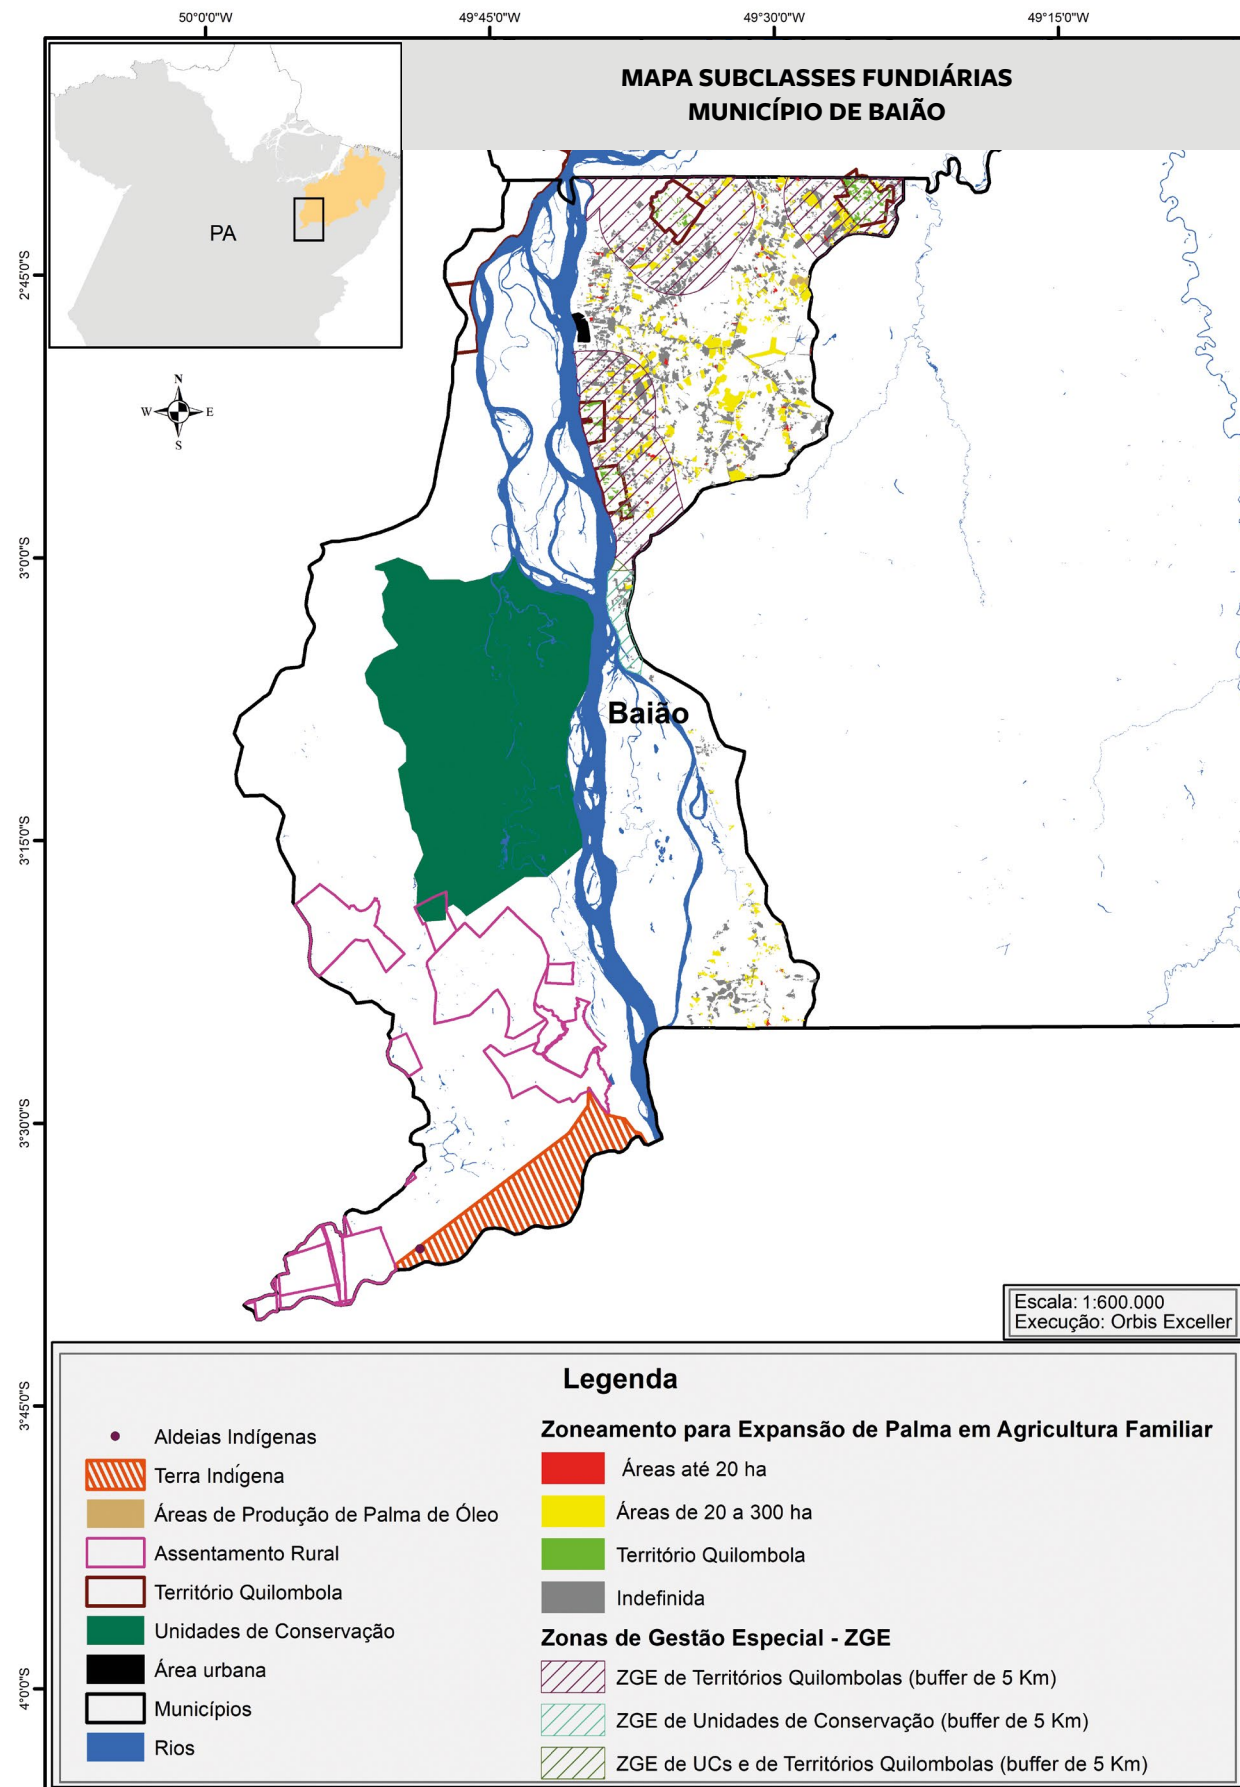 50°0'0"W
49°45'0"W
49°30'0"W
49°15'0"W
MAPA SUBCLASSES FUNDIÁRIAS
MUNICÍPIO DE BAIÃO
PA
2°45'0"S
N
W
E
S
3°0'0"S
Baião
3°15'0"S
3°30'0"S
Escala: 1:600.000
Execução: Orbis Exceller
3°45'0"S
4°0'0"S
Legenda
Aldeias Indígenas
Terra Indígena
Áreas de Produção de Palma de Óleo
Assentamento Rural
Território Quilombola
Unidades de Conservação
Área urbana
Municípios
Rios
Zoneamento para Expansão de Palma em Agricultura Familiar
Áreas até 20 ha
Áreas de 20 a 300 ha
Território Quilombola
Indefinida
Zonas de Gestão Especial - ZGE
ZGE de Territórios Quilombolas (buffer de 5 Km)
ZGE de Unidades de Conservação (buffer de 5 Km)
ZGE de UCs e de Territórios Quilombolas (buffer de 5 Km)